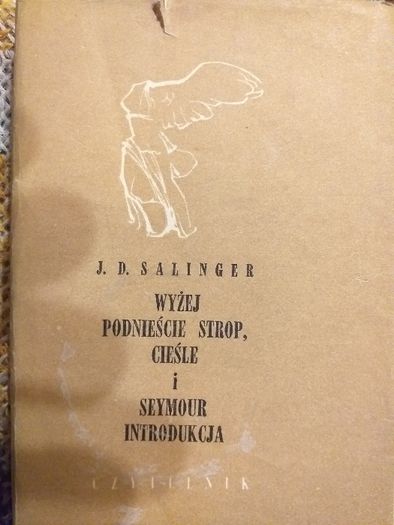 J. D. SALINGER
WYŻEJ
PODNIEŚCIE STROP,
CIEŚLE
i
SEYMOUR
INTRODUKCJA
CZYTELNIK